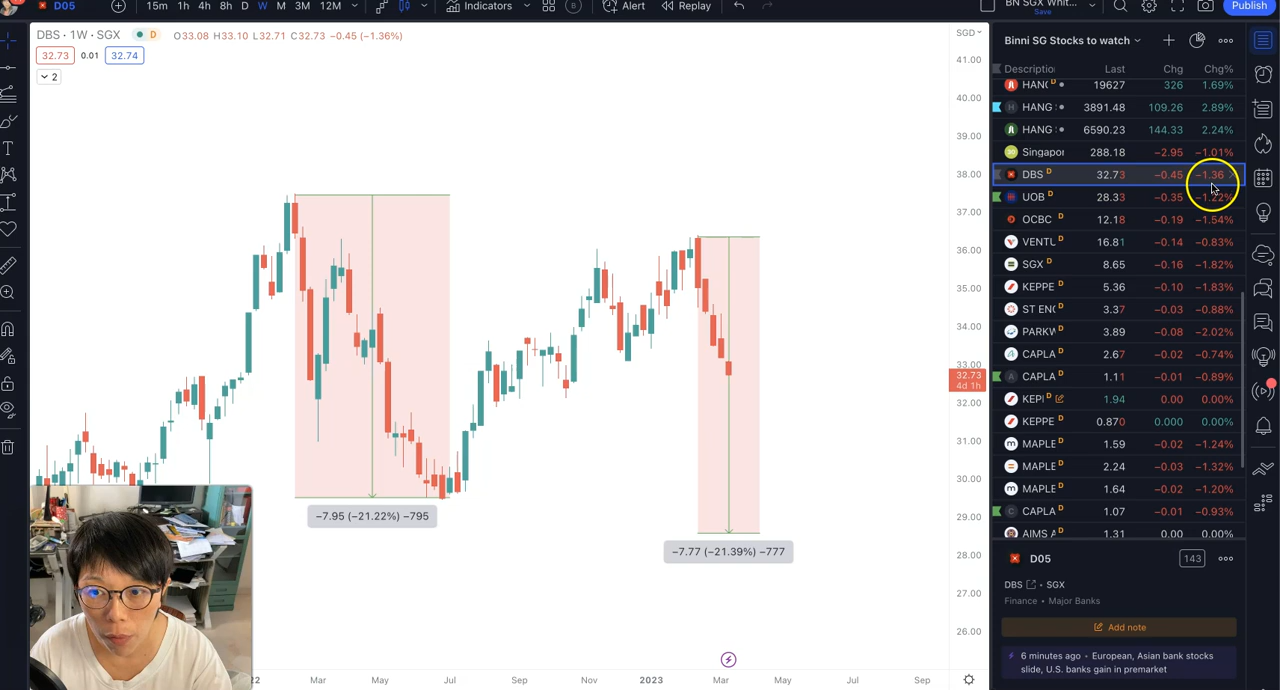 D05
15m 1h 4h 8h D W M 3M 12M
Indicators
Alert
Replay
BN SGX Whit...
Save
Publish
DBS · 1W · SGX D O33.08 H33.10 L32.71 C32.73 −0.45 (−1.36%)
32.73 0.01 32.74
2
SGD
41.00
40.00
39.00
38.00
37.00
36.00
35.00
34.00
33.00
32.73
4d 1h
32.00
31.00
30.00
29.00
28.00
27.00
26.00
−7.95 (−21.22%) −795
−7.77 (−21.39%) −777
22 Mar May Jul Sep Nov 2023 Mar May Jul Sep
Binni SG Stocks to watch
Descriptio Last Chg Chg%
HANG D 19627 326 1.69%
HANG 3891.48 109.26 2.89%
HANG 6590.23 144.33 2.24%
30 Singapor 288.18 −2.95 −1.01%
DBS D 32.73 −0.45 −1.36
UOB D 28.33 −0.35 −1.22%
OCBC D 12.18 −0.19 −1.54%
VENTU D 16.81 −0.14 −0.83%
SGX D 8.65 −0.16 −1.82%
KEPPE D 5.36 −0.10 −1.83%
ST ENG D 3.37 −0.03 −0.88%
PARKW D 3.89 −0.08 −2.02%
CAPLA D 2.67 −0.02 −0.74%
A CAPLA D 1.11 −0.01 −0.89%
KEPI D 1.94 0.00 0.00%
KEPPE D 0.870 0.000 0.00%
m MAPLE D 1.59 −0.02 −1.24%
MAPLE D 2.24 −0.03 −1.32%
m MAPLE D 1.64 −0.02 −1.20%
C CAPLA D 1.07 −0.01 −0.93%
AIMS A D 1.31 0.00 0.00%
D05 143
DBS · SGX
Finance · Major Banks
Add note
6 minutes ago · European, Asian bank stocks
slide, U.S. banks gain in premarket